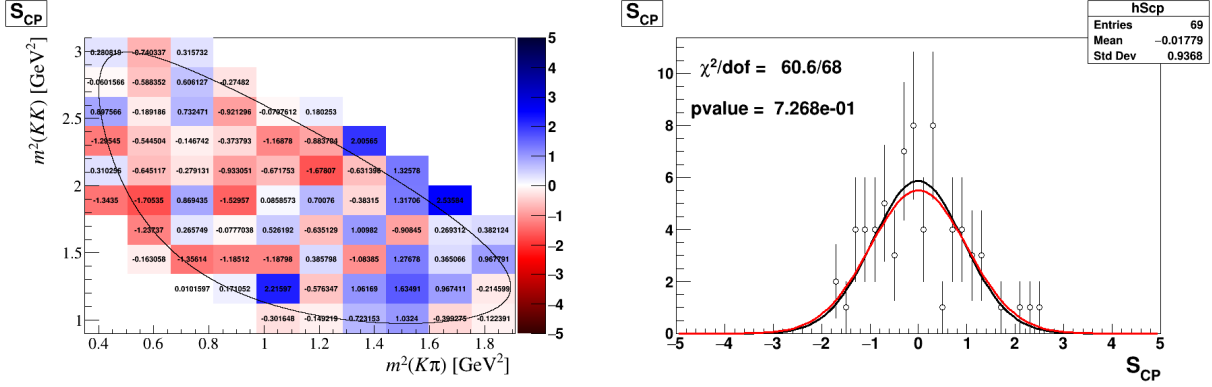 S_CP
m²(KK) [GeV²]
3
2.5
2
1.5
1
-0.740337 0.315732
-0.0601566 -0.588352 0.606127 -0.27482
0.897566 -0.189186 0.732471 -0.921296 0.180253
-1.29545 -0.544504 -0.146742 -0.373793 -1.16878 -0.883704 2.00565
0.310256 -0.645117 -0.279131 -0.933051 -0.671753 -1.67807 -0.631396 1.32578
-1.3435 -1.70535 0.869435 -1.52957 0.0858573 0.70076 -0.38315 1.31706
-1.23737 0.265749 -0.0777038 0.526192 -0.635129 1.00982 -0.90845 0.269312 0.382124
-0.163058 -1.35614 -1.18512 -1.18798 0.385798 -1.08385 1.27678 0.365066 0.967791
0.0101597 0.171052 2.21597 -0.576347 1.06169 1.63491 0.967411 -0.214599
-0.301648 -0.149219 0.723153 1.0324 -0.399275 -0.122391
0.4 0.6 0.8 1 1.2 1.4 1.6 1.8
m²(Kπ) [GeV²]
5
4
3
2
1
0
−1
−2
−3
−4
−5
S_CP
hScp
Entries 69
Mean −0.01779
Std Dev 0.9368
χ²/dof = 60.6/68
pvalue = 7.268e-01
10
8
6
4
2
0
−5 −4 −3 −2 −1 0 1 2 3 4 5
S_CP